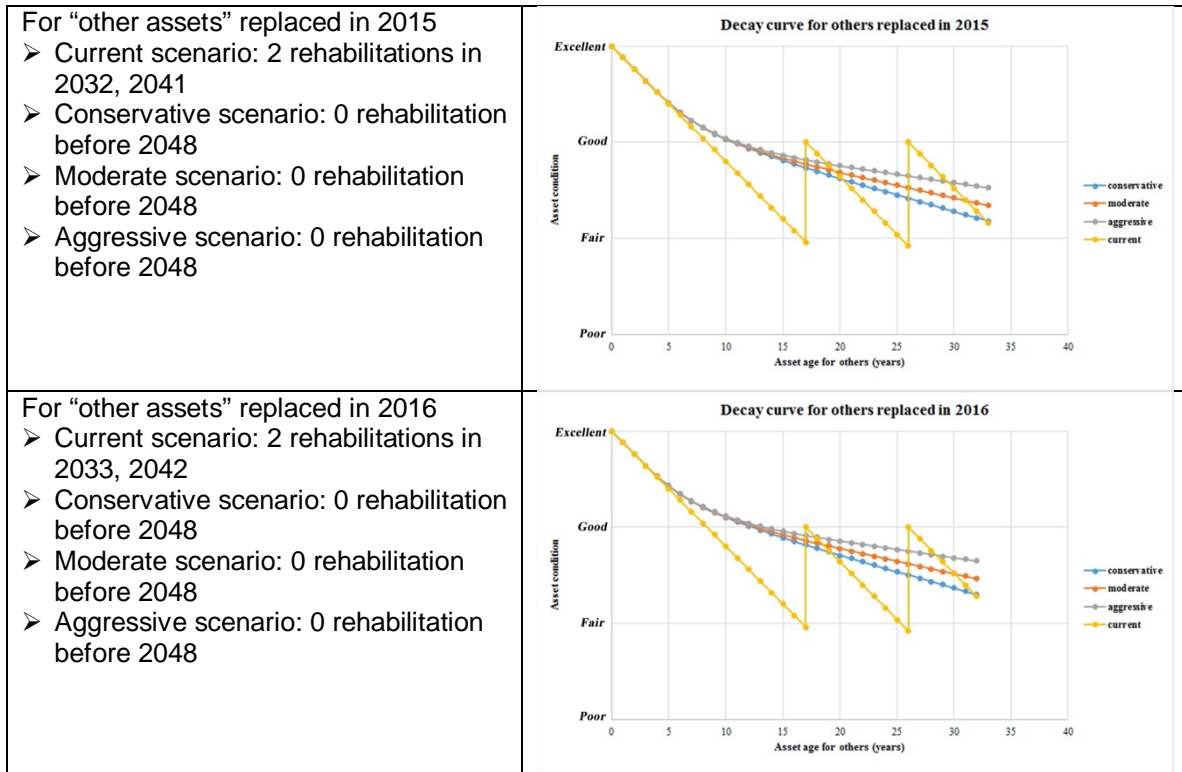 For “other assets” replaced in 2015
➢ Current scenario: 2 rehabilitations in
2032, 2041
➢ Conservative scenario: 0 rehabilitation
before 2048
➢ Moderate scenario: 0 rehabilitation
before 2048
➢ Aggressive scenario: 0 rehabilitation
before 2048
Decay curve for others replaced in 2015
Excellent
Good
Fair
Poor
Asset condition
0 5 10 15 20 25 30 35 40
Asset age for others (years)
conservative
moderate
aggressive
current
For “other assets” replaced in 2016
➢ Current scenario: 2 rehabilitations in
2033, 2042
➢ Conservative scenario: 0 rehabilitation
before 2048
➢ Moderate scenario: 0 rehabilitation
before 2048
➢ Aggressive scenario: 0 rehabilitation
before 2048
Decay curve for others replaced in 2016
Excellent
Good
Fair
Poor
Asset condition
0 5 10 15 20 25 30 35 40
Asset age for others (years)
conservative
moderate
aggressive
current